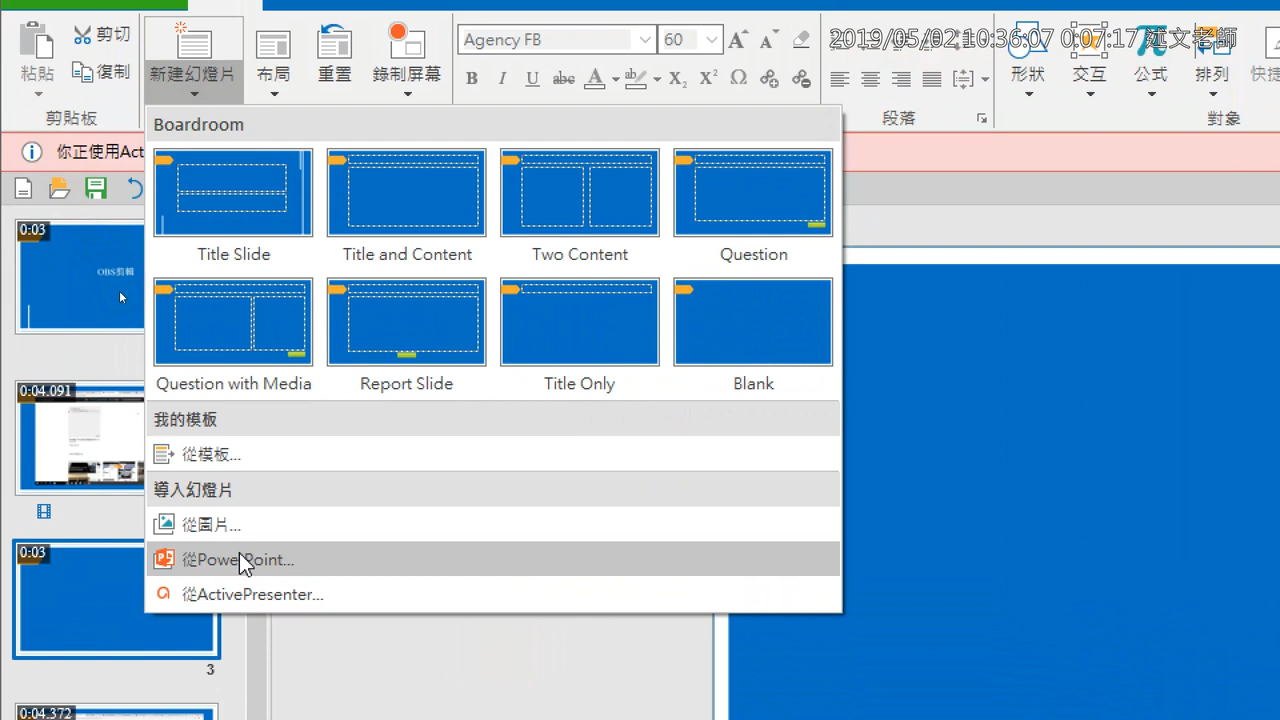 剪切
複製
粘貼
新建幻燈片
布局
重置
錄製屏幕
剪貼板
Agency FB
60
2019/05/02 10:36:07 0:07:17
文老師
段落
形狀
交互
公式
排列
快捷
對象
Boardroom
你正使用Act
Title Slide
Title and Content
Two Content
Question
Question with Media
Report Slide
Title Only
Blank
我的模板
從模板...
導入幻燈片
從圖片...
從PowerPoint...
從ActivePresenter...
0:03
OBS剪輯
0:04.091
0:03
3
0:04.372